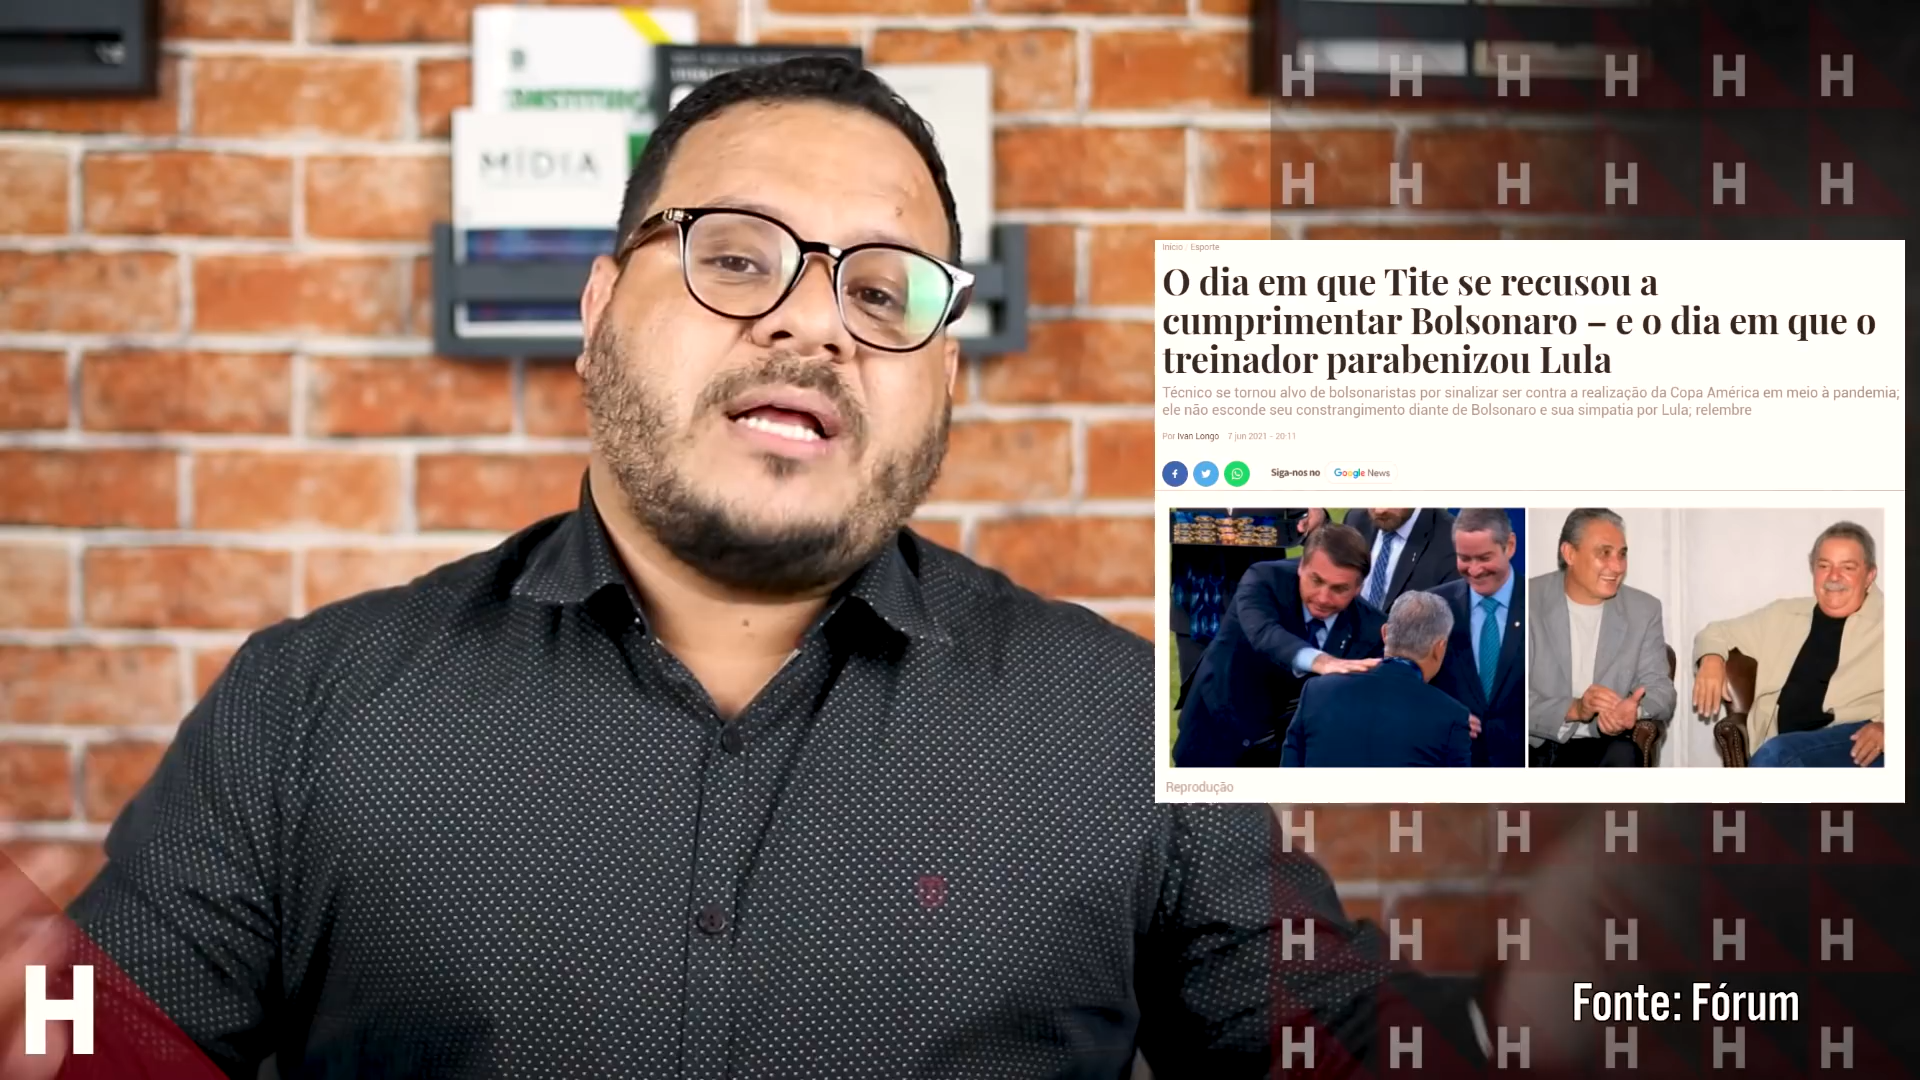 MÍDIA
H H H H H H
H H H H H H
Início Esporte
O dia em que Tite se recusou a
cumprimentar Bolsonaro – e o dia em que o
treinador parabenizou Lula
Técnico se tornou alvo de bolsonaristas por sinalizar ser contra a realização da Copa América em meio à pandemia;
ele não esconde seu constrangimento diante de Bolsonaro e sua simpatia por Lula; relembre
Por Ivan Longo 7 jun 2021 - 20:11
Siga-nos no Google News
Reprodução
H H H H H H
H H H H H H
H
Fonte: Fórum
H H H H H H